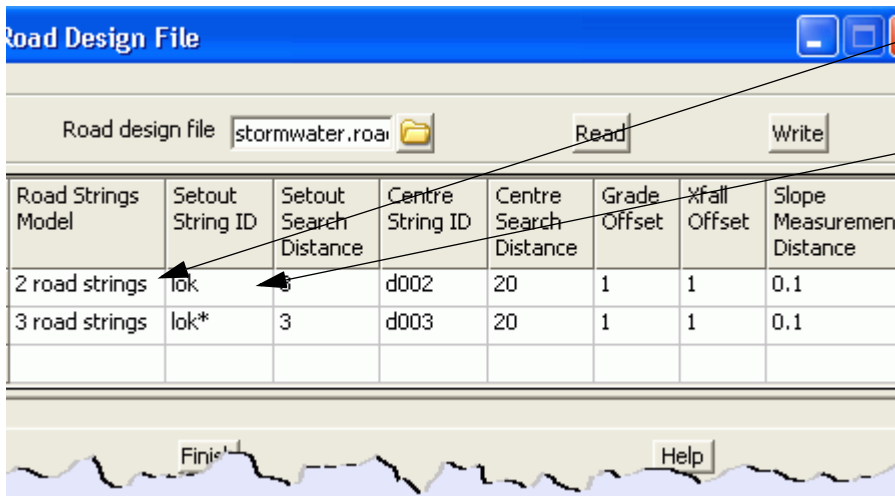 Road Design File
Road design file stormwater.roa Read Write
Road Strings Model Setout String ID Setout Search Distance Centre String ID Centre Search Distance Grade Offset Xfall Offset Slope Measuremen Distance
2 road strings lok d002 20 1 1 0.1
3 road strings lok* 3 d003 20 1 1 0.1
Finish Help